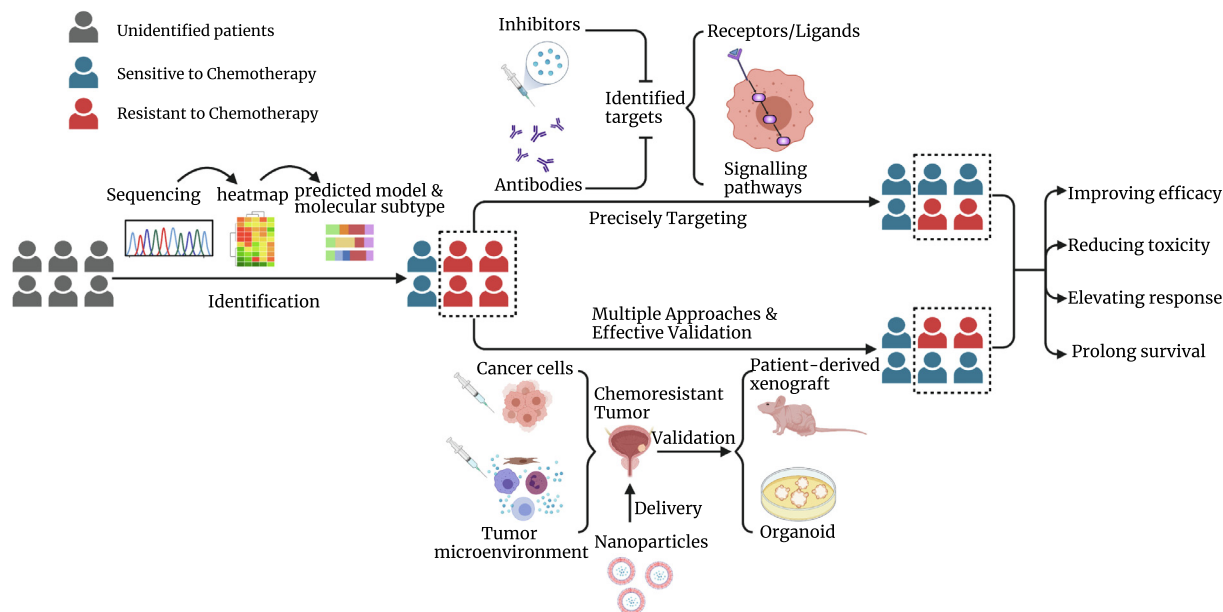 Unidentified patients
Sensitive to Chemotherapy
Resistant to Chemotherapy
Inhibitors
Antibodies
Identified
targets
Receptors/Ligands
Signalling
pathways
Sequencing
heatmap
predicted model &
molecular subtype
Identification
Precisely Targeting
Multiple Approaches &
Effective Validation
Improving efficacy
Reducing toxicity
Elevating response
Prolong survival
Cancer cells
Tumor
microenvironment
Chemoresistant
Tumor
Validation
Delivery
Nanoparticles
Patient-derived
xenograft
Organoid